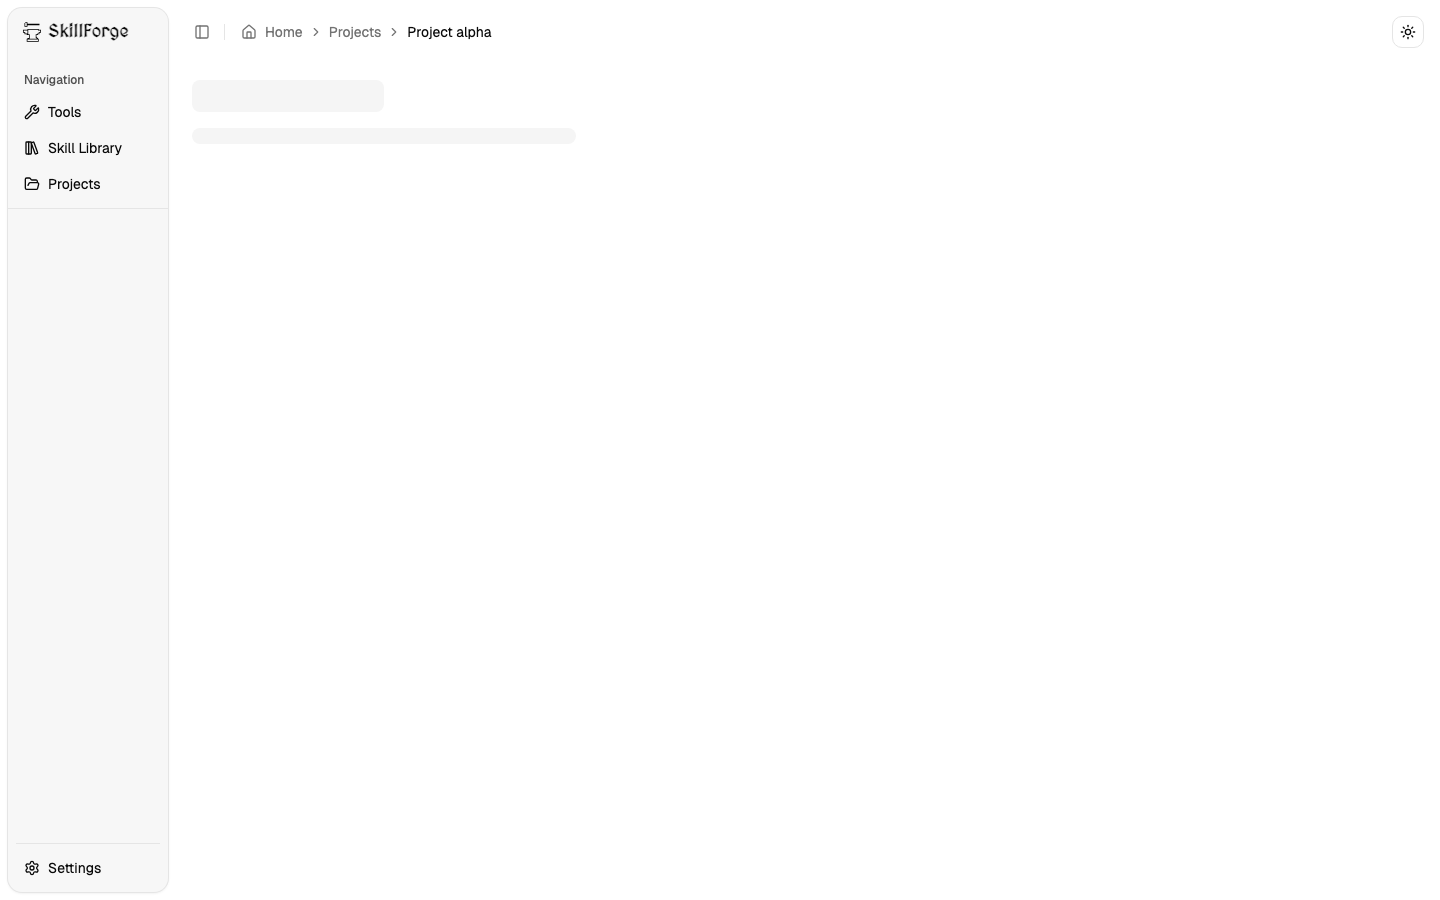 SkillForge
Home
Projects
Project alpha
Navigation
Tools
Skill Library
Projects
Settings